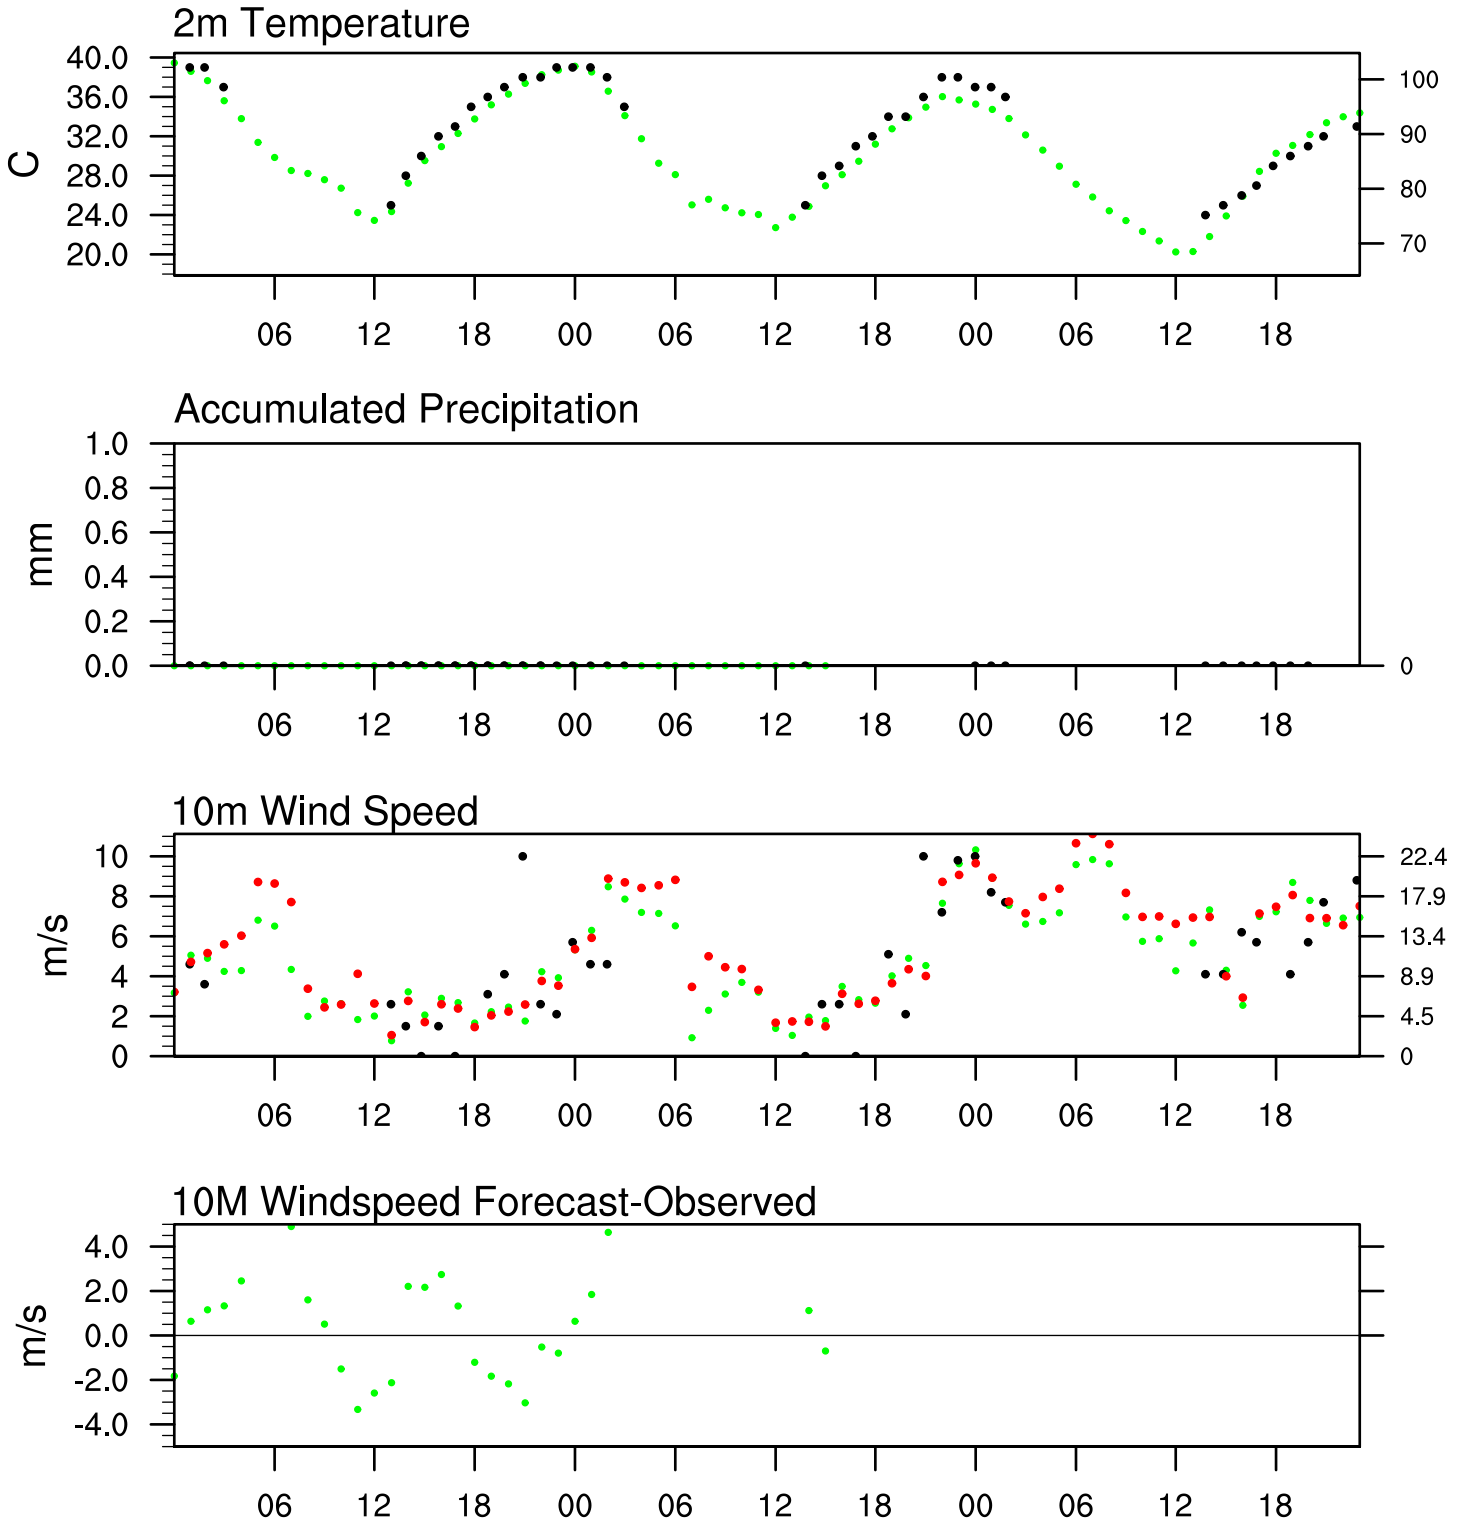 2m Temperature
40.0
36.0
32.0
28.0
24.0
20.0
C
100
90
80
70
06 12 18 00 06 12 18 00 06 12 18
Accumulated Precipitation
1.0
0.8
0.6
0.4
0.2
0.0
mm
0
06 12 18 00 06 12 18 00 06 12 18
10m Wind Speed
10
8
6
4
2
0
m/s
22.4
17.9
13.4
8.9
4.5
0
06 12 18 00 06 12 18 00 06 12 18
10M Windspeed Forecast-Observed
4.0
2.0
0.0
-2.0
-4.0
m/s
06 12 18 00 06 12 18 00 06 12 18